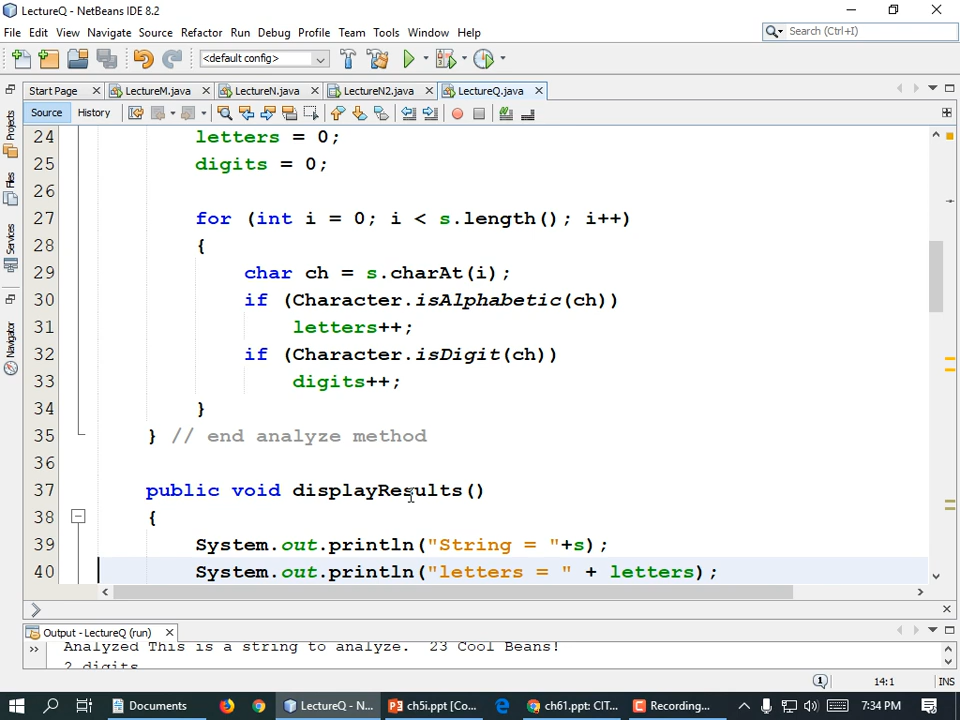 LectureQ - NetBeans IDE 8.2
File Edit View Navigate Source Refactor Run Debug Profile Team Tools Window Help
Search (Ctrl+I)
<default config>
Start Page LectureM.java LectureN.java LectureN2.java LectureQ.java
Source History
Projects
Files
Services
Navigator
24 letters = 0;
25 digits = 0;
26
27 for (int i = 0; i < s.length(); i++)
28 {
29 char ch = s.charAt(i);
30 if (Character.isAlphabetic(ch))
31 letters++;
32 if (Character.isDigit(ch))
33 digits++;
34 }
35 } // end analyze method
36
37 public void displayResults()
38 {
39 System.out.println("String = "+s);
40 System.out.println("letters = " + letters);
Output - LectureQ (run)
Analyzed This is a string to analyze.  23 Cool Beans!
2 digits
1 14:1 INS
Documents LectureQ - N... ch5i.ppt [Co... ch61.ppt: CIT... Recording... 7:34 PM